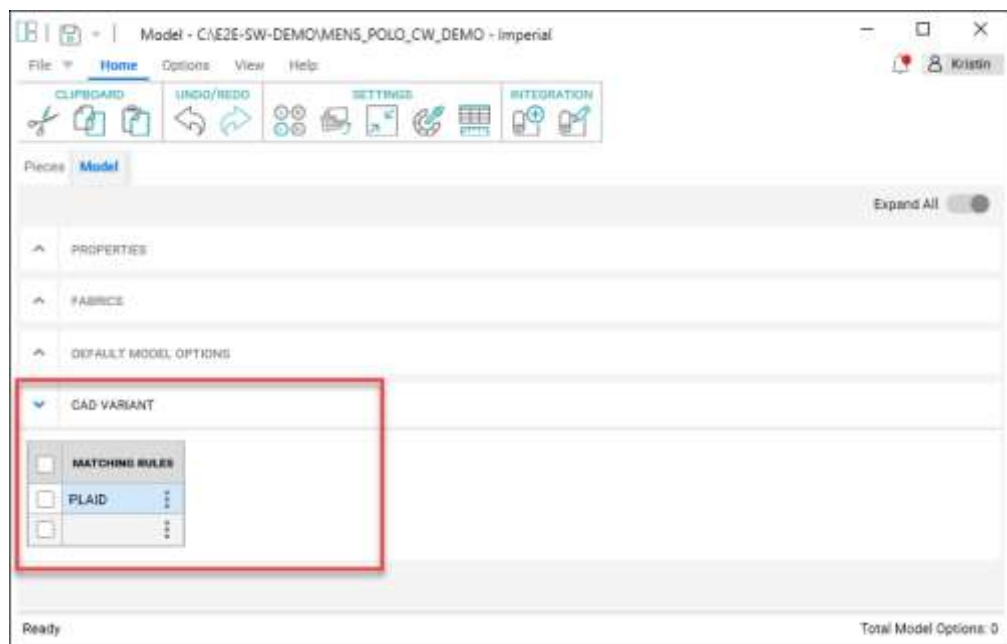 Model - C:\E2E-SW-DEMO\MENS_POLO_CW_DEMO - Imperial
File Home Options View Help Kristin
CLIPBOARD UNDO/REDO SETTINGS INTEGRATION
Pieces Model
Expand All
PROPERTIES
FABRICS
DEFAULT MODEL OPTIONS
CAD VARIANT
MATCHING RULES
PLAID
Ready Total Model Options: 0